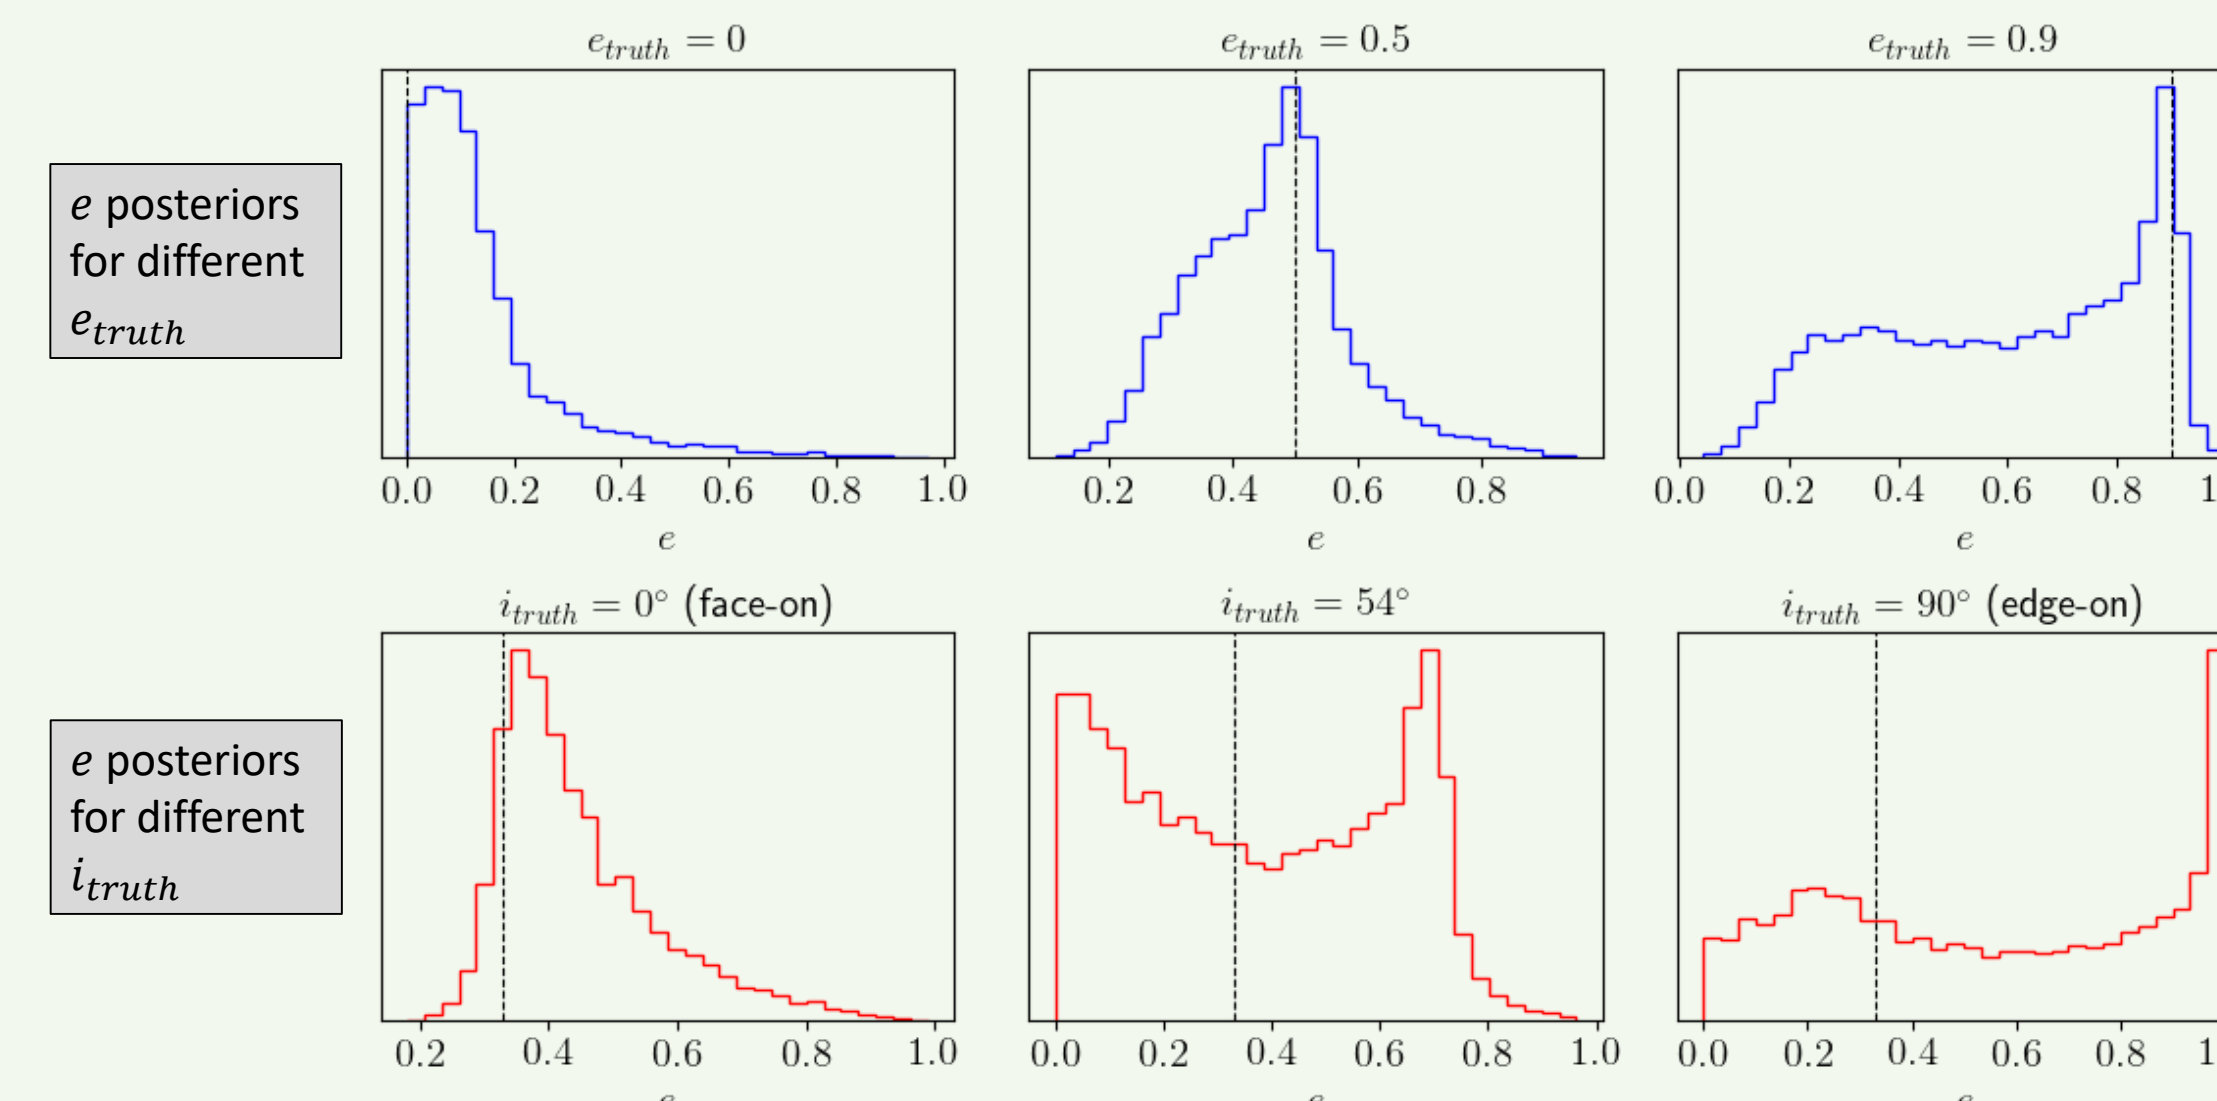 e_truth = 0
e_truth = 0.5
e_truth = 0.9
e posteriors
for different
e_truth
0.0 0.2 0.4 0.6 0.8 1.0
0.2 0.4 0.6 0.8
0.0 0.2 0.4 0.6 0.8 1
e
e
e
i_truth = 0° (face-on)
i_truth = 54°
i_truth = 90° (edge-on)
e posteriors
for different
i_truth
0.2 0.4 0.6 0.8 1.0
0.0 0.2 0.4 0.6 0.8 1.0
0.0 0.2 0.4 0.6 0.8 1